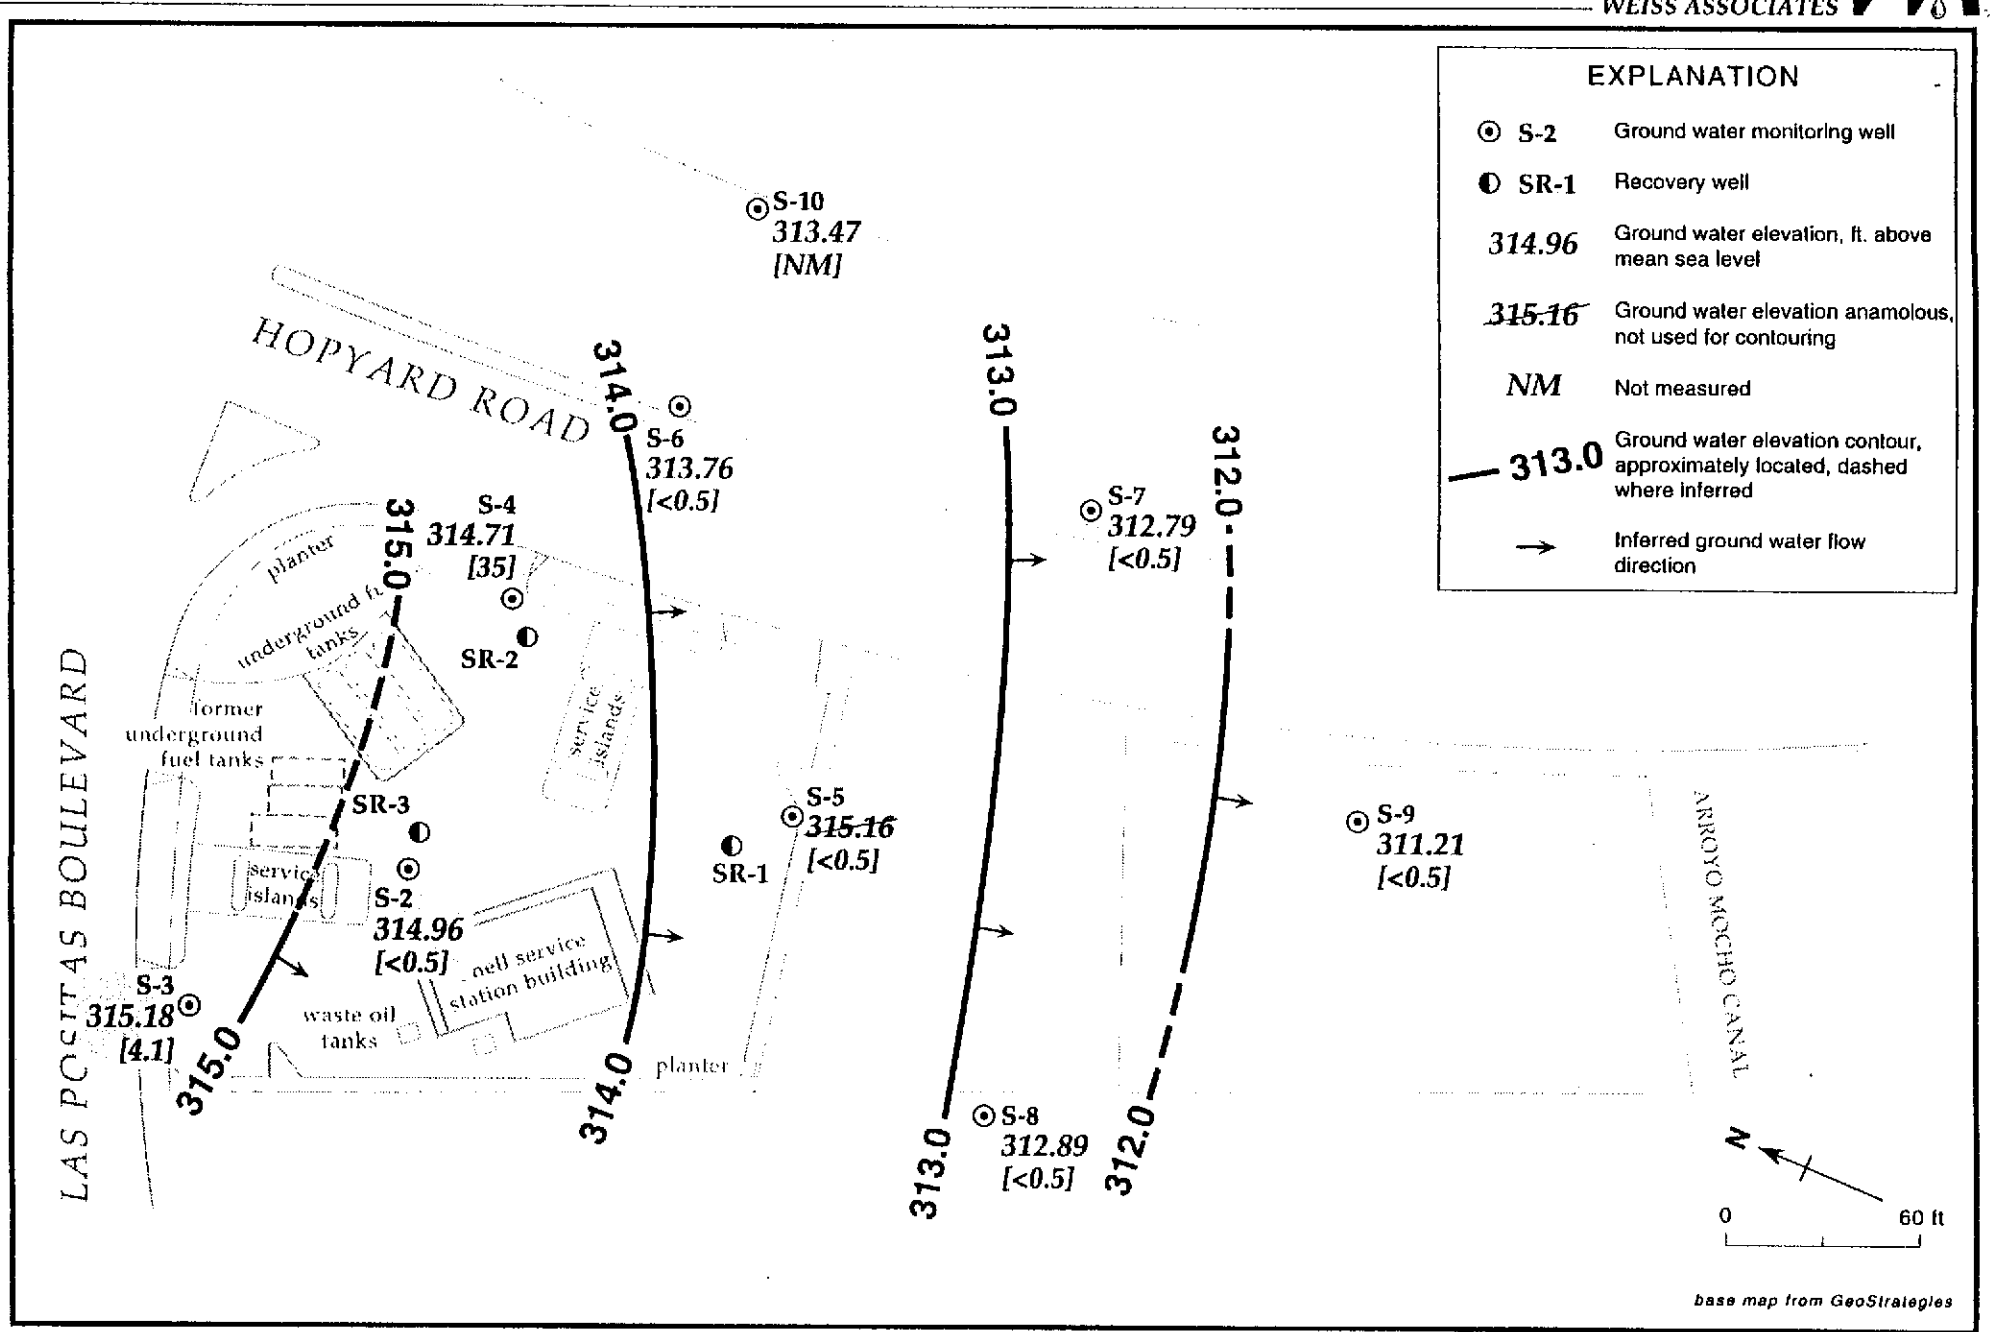 WEISS ASSOCIATES
EXPLANATION
S-2 Ground water monitoring well
SR-1 Recovery well
314.96 Ground water elevation, ft. above
mean sea level
315.16 Ground water elevation anamolous,
not used for contouring
NM Not measured
313.0 Ground water elevation contour,
approximately located, dashed
where inferred
Inferred ground water flow
direction
S-10
313.47
[NM]
HOPYARD ROAD
314.0
313.0
312.0
315.0
S-6
313.76
[<0.5]
S-4
314.71
[35]
S-7
312.79
[<0.5]
planter
underground
tanks
SR-2
service
islands
former
underground
fuel tanks
SR-3
S-5
315.16
[<0.5]
SR-1
S-9
311.21
[<0.5]
service
islands
S-2
314.96
[<0.5]
service
station building
S-3
315.18
[4.1]
waste oil
tanks
planter
315.0
314.0
313.0
312.0
S-8
312.89
[<0.5]
LAS POSITAS BOULEVARD
ARROYO MOCHO CANAL
N
0 60 ft
base map from GeoStrategies